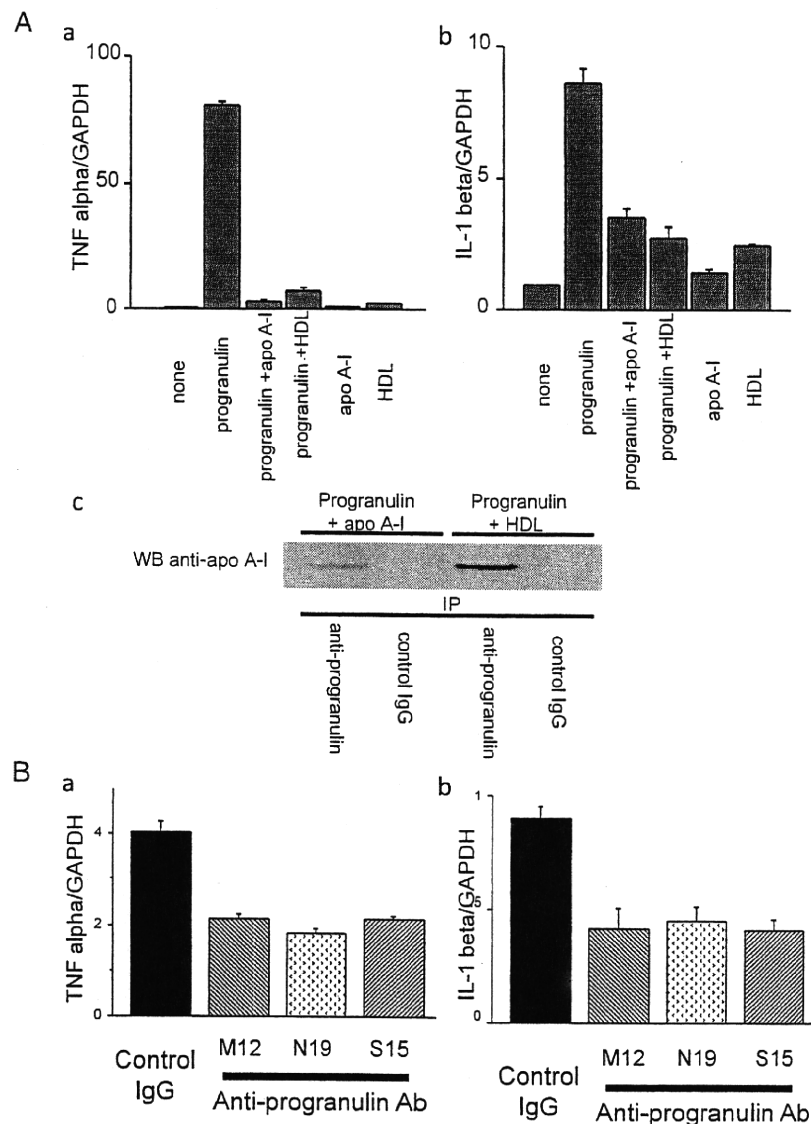 A
a
TNF alpha/GAPDH
100
50
0
none
progranulin
progranulin +apo A-I
progranulin +HDL
apo A-I
HDL
b
IL-1 beta/GAPDH
10
5
0
none
progranulin
progranulin +apo A-I
progranulin +HDL
apo A-I
HDL
c
Progranulin
+ apo A-I
Progranulin
+ HDL
WB anti-apo A-I
IP
anti-progranulin
control IgG
anti-progranulin
control IgG
B
a
TNF alpha/GAPDH
4
2
0
Control
IgG
M12 N19 S15
Anti-progranulin Ab
b
IL-1 beta/GAPDH
1
.5
0
Control
IgG
M12 N19 S15
Anti-progranulin Ab